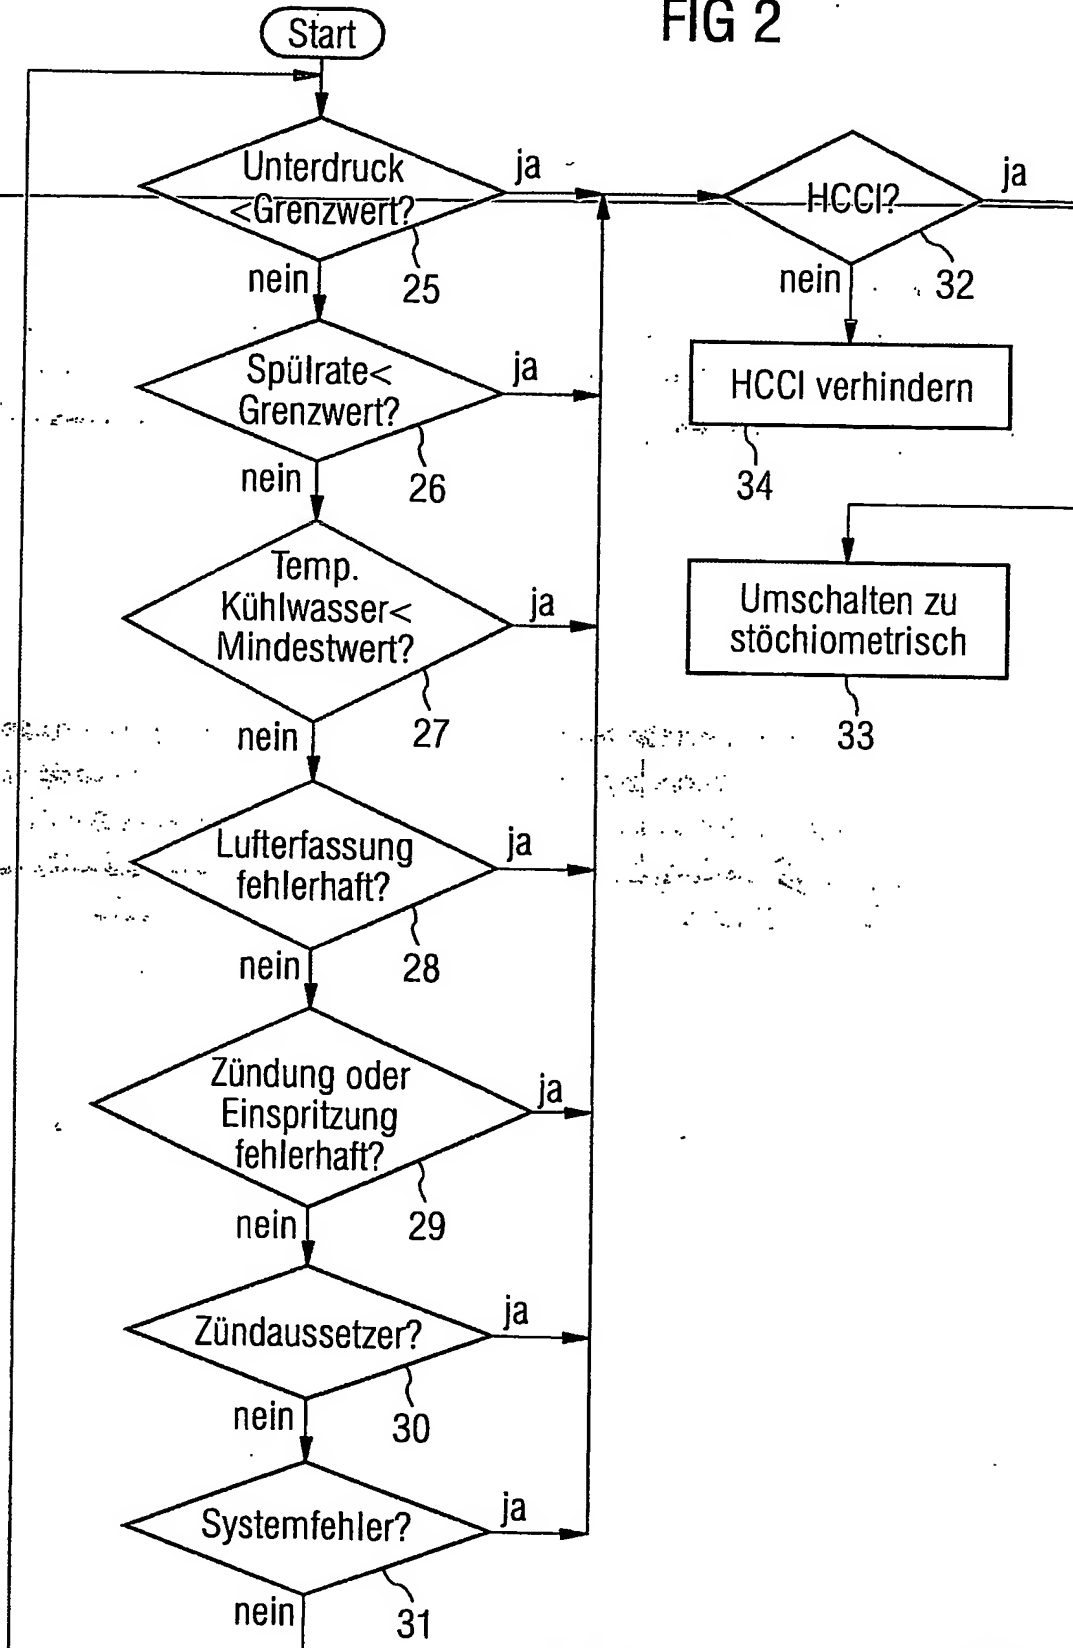 FIG 2
Start
Unterdruck
<Grenzwert?
ja
25
nein
HCCI?
ja
32
nein
Spülrate<
Grenzwert?
ja
26
nein
HCCI verhindern
34
Temp.
Kühlwasser<
Mindestwert?
ja
27
nein
Umschalten zu
stöchiometrisch
33
Lufterfassung
fehlerhaft?
ja
28
nein
Zündung oder
Einspritzung
fehlerhaft?
ja
29
nein
Zündaussetzer?
ja
30
nein
Systemfehler?
ja
31
nein